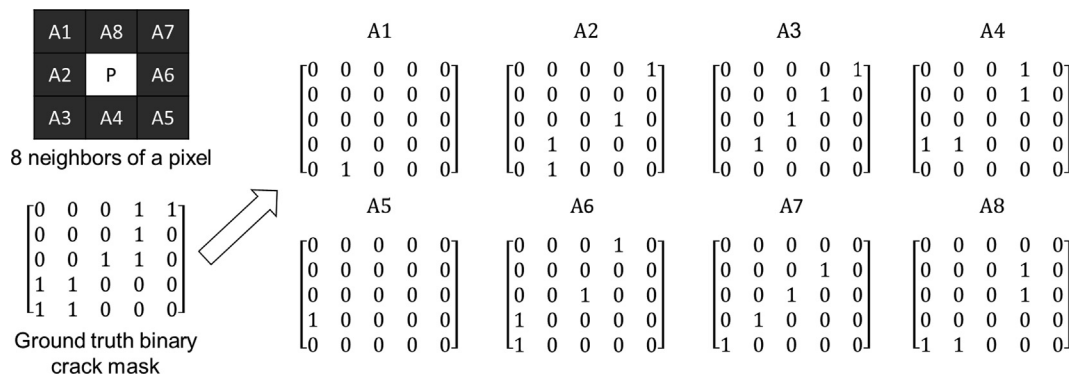 A1 A8 A7
A2 P A6
A3 A4 A5
8 neighbors of a pixel
0 0 0 1 1
0 0 0 1 0
0 0 1 1 0
1 1 0 0 0
1 1 0 0 0
Ground truth binary
crack mask
A1
0 0 0 0 0
0 0 0 0 0
0 0 0 0 0
0 0 0 0 0
0 1 0 0 0
A2
0 0 0 0 1
0 0 0 0 0
0 0 0 1 0
0 1 0 0 0
0 1 0 0 0
A3
0 0 0 0 1
0 0 0 1 0
0 0 1 0 0
0 1 0 0 0
0 0 0 0 0
A4
0 0 0 1 0
0 0 0 1 0
0 0 0 0 0
1 1 0 0 0
0 0 0 0 0
A5
0 0 0 0 0
0 0 0 0 0
0 0 0 0 0
1 0 0 0 0
0 0 0 0 0
A6
0 0 0 1 0
0 0 0 0 0
0 0 1 0 0
1 0 0 0 0
1 0 0 0 0
A7
0 0 0 0 0
0 0 0 1 0
0 0 1 0 0
0 1 0 0 0
1 0 0 0 0
A8
0 0 0 0 0
0 0 0 1 0
0 0 0 1 0
0 0 0 0 0
1 1 0 0 0